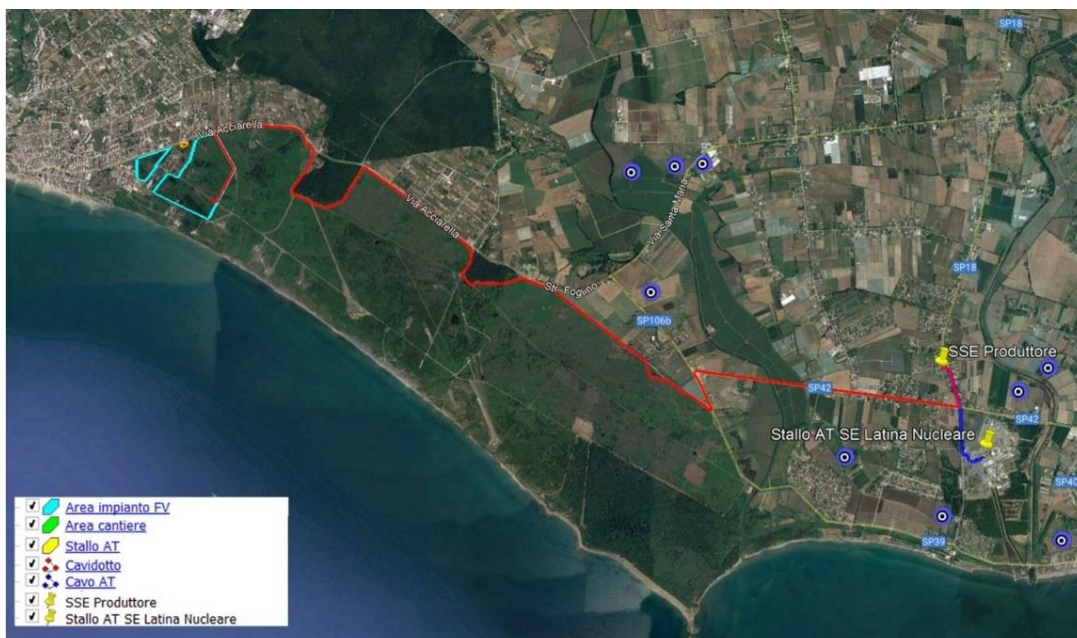 SP18
Via Acciarella
Via Acciarella
Via Santa Maria
SP18
Str. Foglino
SP106b
SSE Produttore
SP42
SP42
Stallo AT SE Latina Nucleare
SP40
SP39
Area impianto FV
Area cantiere
Stallo AT
Cavidotto
Cavo AT
SSE Produttore
Stallo AT SE Latina Nucleare